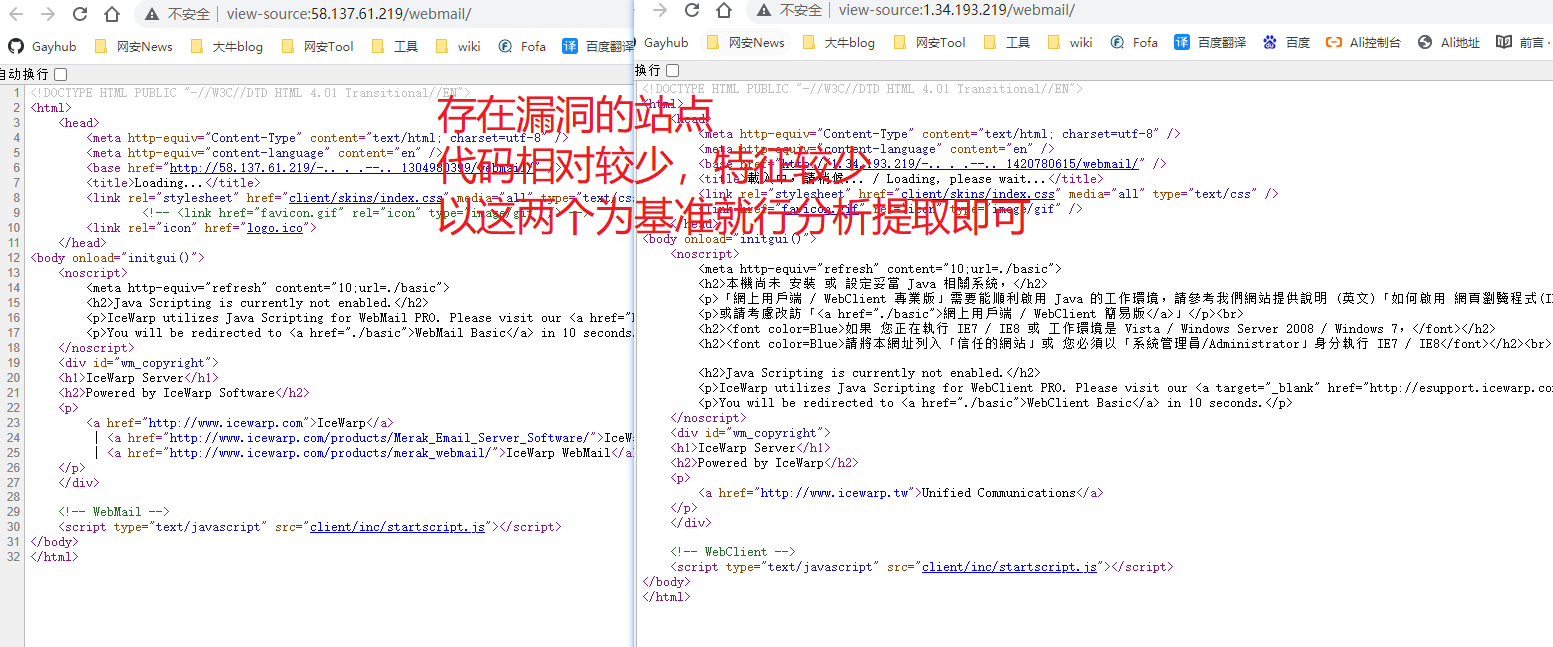 不安全 | view-source:58.137.61.219/webmail/
Gayhub 网安News 大牛blog 网安Tool 工具 wiki Fofa 译 百度翻译
自动换行
1 <!DOCTYPE HTML PUBLIC "-//W3C//DTD HTML 4.01 Transitional//EN">
2 <html>
3 <head>
4 <meta http-equiv="Content-Type" content="text/html; charset=utf-8" />
5 <meta http-equiv="content-language" content="en" />
6 <base href="http://58.137.61.219/-.. . .--.. 1304980399/webmail/" />
7 <title>Loading...</title>
8 <link rel="stylesheet" href="client/skins/index.css" media="all" type="text/css"
9 <!-- <link href="favicon.gif" rel="icon" type="image/gif" /> -->
10 <link rel="icon" href="logo.ico">
11 </head>
12 <body onload="initgui()">
13 <noscript>
14 <meta http-equiv="refresh" content="10;url=./basic">
15 <h2>Java Scripting is currently not enabled.</h2>
16 <p>IceWarp utilizes Java Scripting for WebMail PRO. Please visit our <a href="
17 <p>You will be redirected to <a href="./basic">WebMail Basic</a> in 10 seconds.
18 </noscript>
19 <div id="wm_copyright">
20 <h1>IceWarp Server</h1>
21 <h2>Powered by IceWarp Software</h2>
22 <p>
23 <a href="http://www.icewarp.com">IceWarp</a>
24 | <a href="http://www.icewarp.com/products/Merak_Email_Server_Software/">IceW
25 | <a href="http://www.icewarp.com/products/merak_webmail/">IceWarp WebMail</a
26 </p>
27 </div>
28
29 <!-- WebMail -->
30 <script type="text/javascript" src="client/inc/startscript.js"></script>
31 </body>
32 </html>
存在漏洞的站点
代码相对较少，特征较少
以这两个为基准就行分析提取即可
不安全 | view-source:1.34.193.219/webmail/
Gayhub 网安News 大牛blog 网安Tool 工具 wiki Fofa 译 百度翻译 百度 Ali控制台 Ali地址 前言 ·
换行
<!DOCTYPE HTML PUBLIC "-//W3C//DTD HTML 4.01 Transitional//EN">
<html>
<head>
<meta http-equiv="Content-Type" content="text/html; charset=utf-8" />
<meta http-equiv="content-language" content="en" />
<base href="http://1.34.193.219/-.. . .--.. 1420780615/webmail/" />
<title>載入中，請稍候... / Loading, please wait...</title>
<link rel="stylesheet" href="client/skins/index.css" media="all" type="text/css" />
<link href="favicon.gif" rel="icon" type="image/gif" />
</head>
<body onload="initgui()">
<noscript>
<meta http-equiv="refresh" content="10;url=./basic">
<h2>本機尚未 安裝 或 設定妥當 Java 相關系統，</h2>
<p>「網上用戶端 / WebClient 專業版」需要能順利啟用 Java 的工作環境，請參考我們網站提供說明 (英文)「如何啟用 網頁瀏覽程式(I
<p>或請考慮改訪「<a href="./basic">網上用戶端 / WebClient 簡易版</a>」</p><br>
<h2><font color=Blue>如果 您正在執行 IE7 / IE8 或 工作環境是 Vista / Windows Server 2008 / Windows 7，</font></h2>
<h2><font color=Blue>請將本網址列入「信任的網站」或 您必須以「系統管理員/Administrator」身分執行 IE7 / IE8</font></h2><br>
<h2>Java Scripting is currently not enabled.</h2>
<p>IceWarp utilizes Java Scripting for WebClient PRO. Please visit our <a target="_blank" href="http://esupport.icewarp.co
<p>You will be redirected to <a href="./basic">WebClient Basic</a> in 10 seconds.</p>
</noscript>
<div id="wm_copyright">
<h1>IceWarp Server</h1>
<h2>Powered by IceWarp</h2>
<p>
<a href="http://www.icewarp.tw">Unified Communications</a>
</p>
</div>
<!-- WebClient -->
<script type="text/javascript" src="client/inc/startscript.js"></script>
</body>
</html>